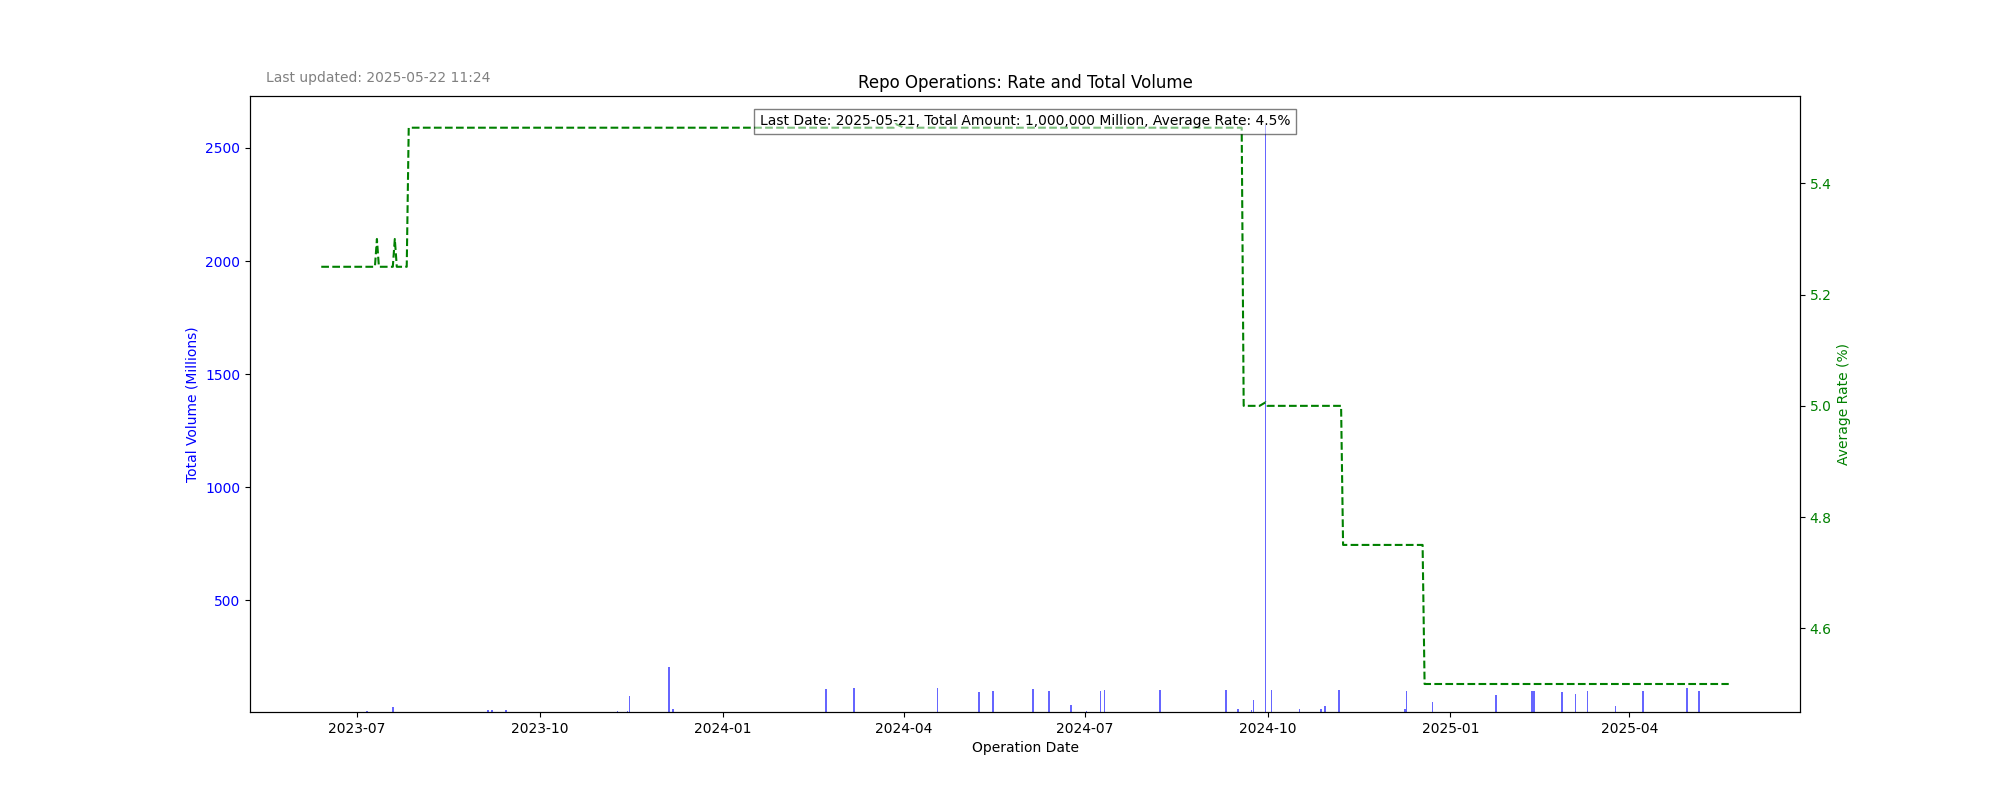 Last updated: 2025-05-22 11:24
Repo Operations: Rate and Total Volume
Last Date: 2025-05-21, Total Amount: 1,000,000 Million, Average Rate: 4.5%
Total Volume (Millions)
2500
2000
1500
1000
500
5.4
5.2
5.0
4.8
4.6
Average Rate (%)
2023-07 2023-10 2024-01 2024-04 2024-07 2024-10 2025-01 2025-04
Operation Date